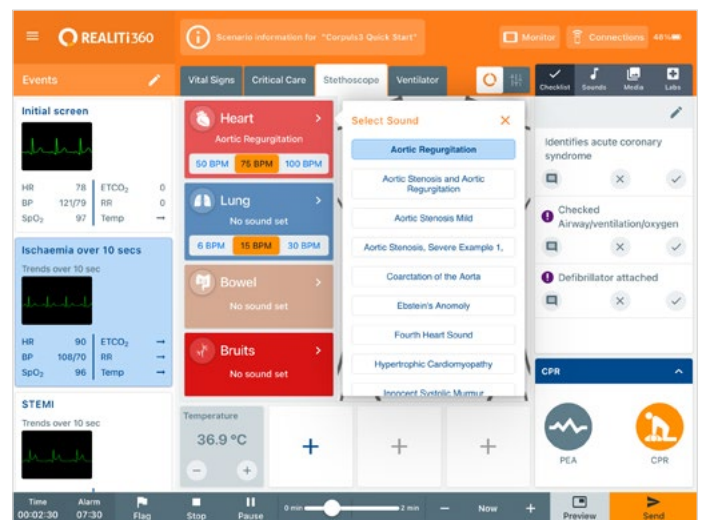 REALITi360
Scenario information for "Corpuls3 Quick Start"
Monitor
Connections
48%
Events
Vital Signs
Critical Care
Stethoscope
Ventilator
Checklist
Sounds
Media
Labs
Initial screen
HR 78 ETCO2 0
BP 121/79 RR 0
SpO2 97 Temp →
Ischaemia over 10 secs
Trends over 10 sec
HR 90 ETCO2 →
BP 108/70 RR →
SpO2 96 Temp →
STEMI
Trends over 10 sec
Heart
Aortic Regurgitation
50 BPM 75 BPM 100 BPM
Lung
No sound set
6 BPM 15 BPM 30 BPM
Bowel
No sound set
Bruits
No sound set
Select Sound
Aortic Regurgitation
Aortic Stenosis and Aortic
Regurgitation
Aortic Stenosis Mild
Aortic Stenosis, Severe Example 1,
Coarctation of the Aorta
Ebstein's Anomoly
Fourth Heart Sound
Hypertrophic Cardiomyopathy
Innocent Systolic Murmur
Identifies acute coronary
syndrome
Checked
Airway/ventilation/oxygen
Defibrillator attached
CPR
PEA
CPR
Temperature
36.9 °C
Time
00:02:30
Alarm
07:30
Flag
Stop
Pause
0 min
2 min
Now
Preview
Send